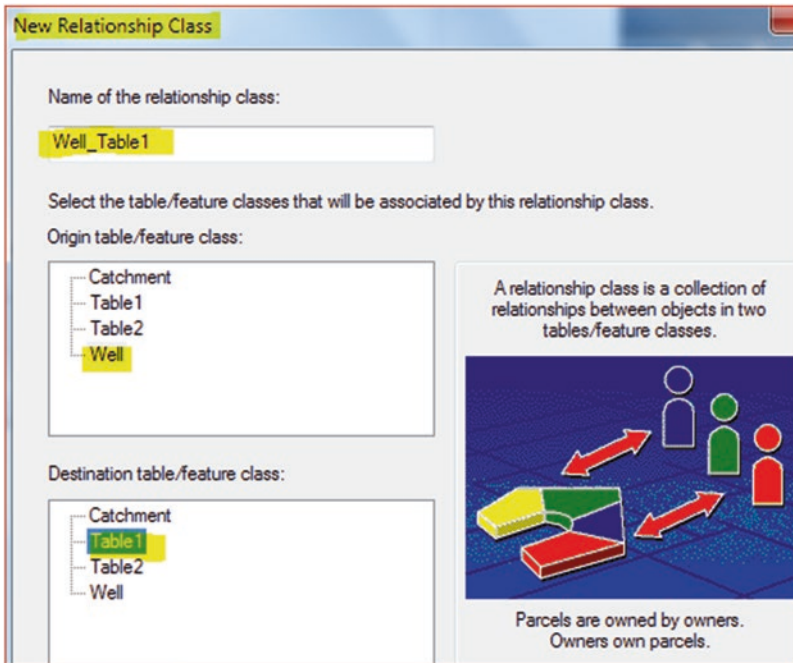 New Relationship Class
Name of the relationship class:
Well_Table1
Select the table/feature classes that will be associated by this relationship class.
Origin table/feature class:
Catchment
Table1
Table2
Well
A relationship class is a collection of
relationships between objects in two
tables/feature classes.
Destination table/feature class:
Catchment
Table1
Table2
Well
Parcels are owned by owners.
Owners own parcels.